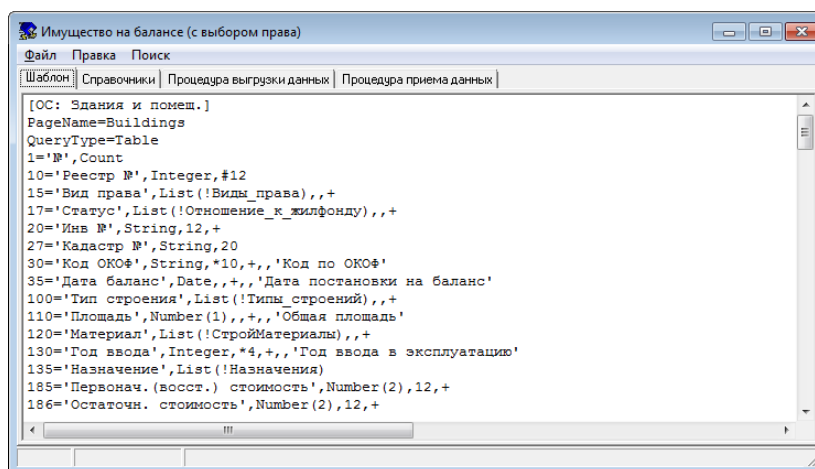 Имущество на балансе (с выбором права)
Файл Правка Поиск
Шаблон Справочники Процедура выгрузки данных Процедура приема данных
[ОС: Здания и помещ.]
PageName=Buildings
QueryType=Table
1='№',Count
10='Реестр №',Integer,#12
15='Вид права',List(!Виды_права),,+
17='Статус',List(!Отношение_к_жилфонду),,+
20='Инв №',String,12,+
27='Кадастр №',String,20
30='Код ОКОФ',String,*10,+,,'Код по ОКОФ'
35='Дата баланс',Date,,+,,'Дата постановки на баланс'
100='Тип строения',List(!Типы_строений),,+
110='Площадь',Number(1),,+,,'Общая площадь'
120='Материал',List(!СтройМатериалы),,+
130='Год ввода',Integer,*4,+,,'Год ввода в эксплуатацию'
135='Назначение',List(!Назначения)
185='Первонач.(восст.) стоимость',Number(2),12,+
186='Остаточн. стоимость',Number(2),12,+